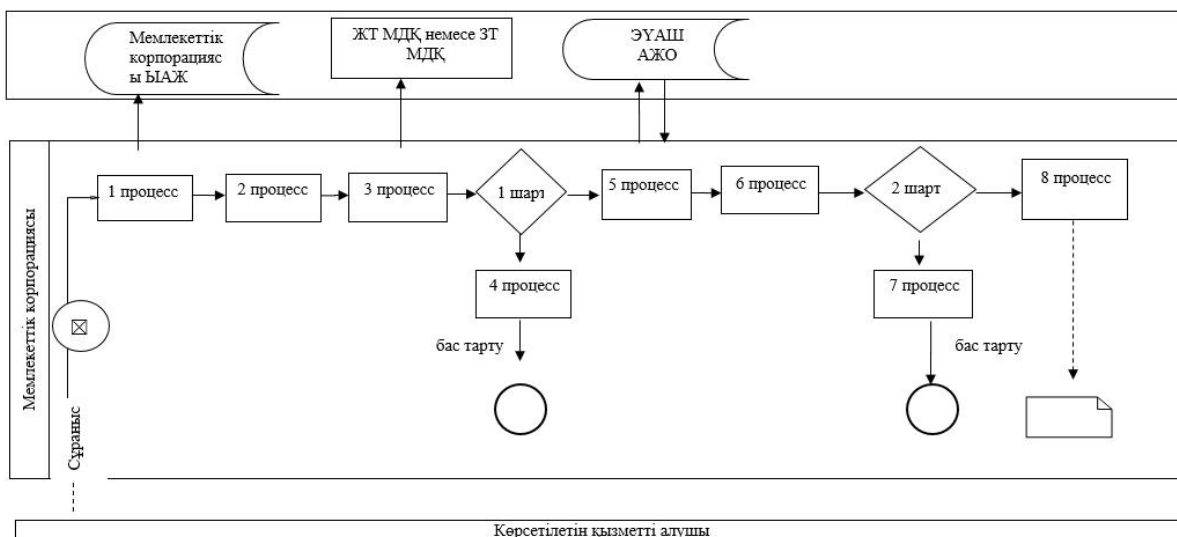 Мемлекеттік
корпорацияс
ы ЫАЖ
ЖТ МДҚ немесе ЗТ
МДҚ
ЭҮАШ
АЖО
Мемлекеттік корпорациясы
1 процесс
2 процесс
3 процесс
1 шарт
5 процесс
6 процесс
2 шарт
8 процесс
4 процесс
7 процесс
бас тарту
бас тарту
Сұраныс
Көрсетілетін қызметті алушы